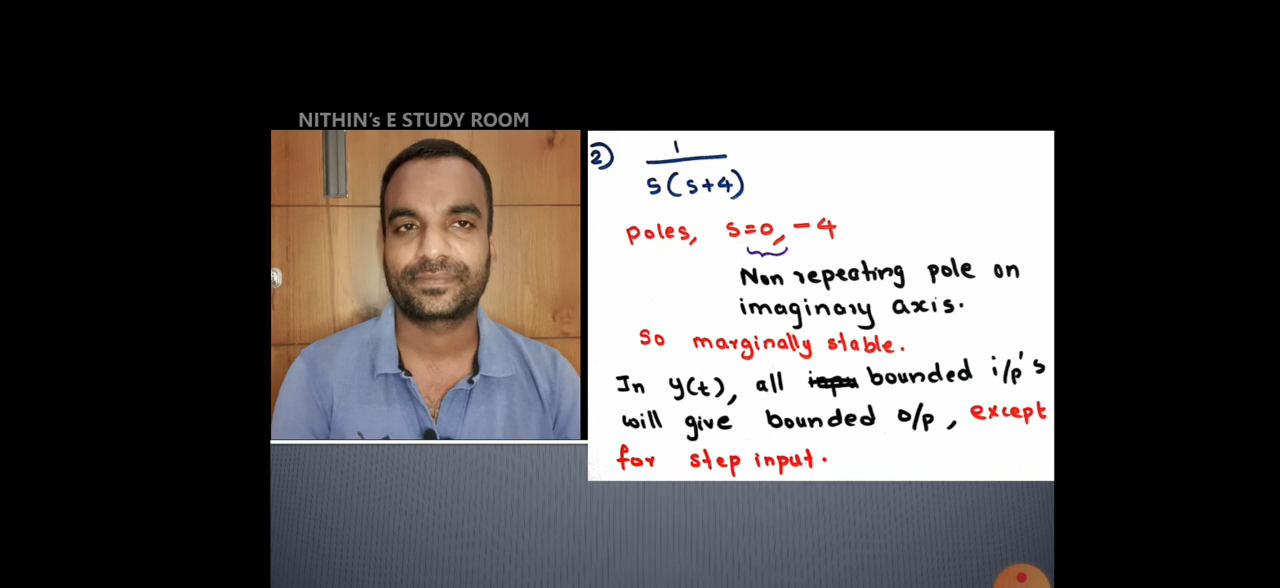 NITHIN's E STUDY ROOM
2) 1
s(s+4)
poles, s=0, -4
Non repeating pole on
imaginary axis.
So marginally stable.
In y(t), all bounded i/p's
will give bounded o/p, except
for step input.